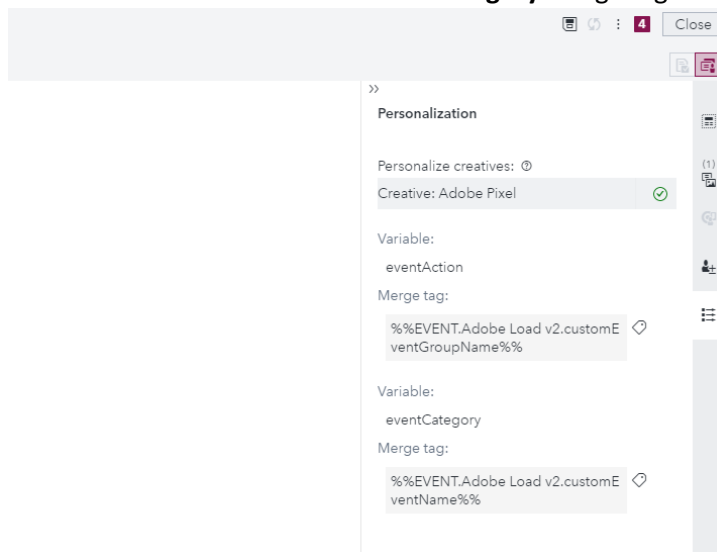 4 Close
Personalization
Personalize creatives:
Creative: Adobe Pixel
(1)
Variable:
eventAction
Merge tag:
%%EVENT.Adobe Load v2.customE
ventGroupName%%
Variable:
eventCategory
Merge tag:
%%EVENT.Adobe Load v2.customE
ventName%%